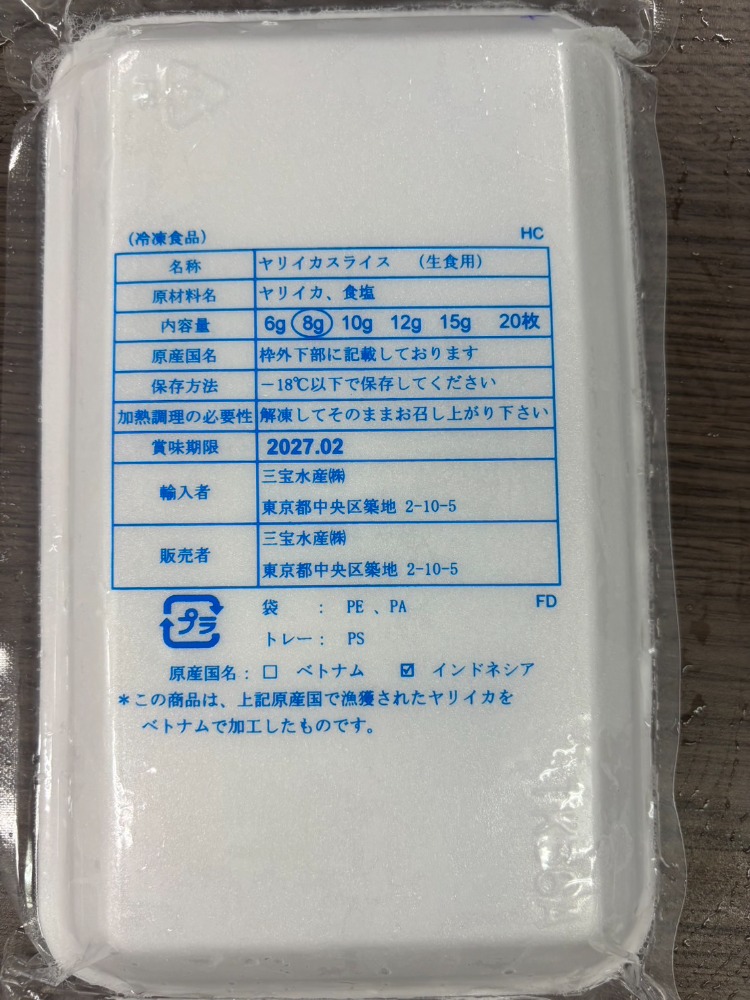 (冷凍食品) HC
名称 ヤリイカスライス (生食用)
原材料名 ヤリイカ、食塩
内容量 6g 8g 10g 12g 15g 20枚
原産国名 枠外下部に記載しております
保存方法 -18℃以下で保存してください
加熱調理の必要性 解凍してそのままお召し上がり下さい
賞味期限 2027.02
輸入者 三宝水産㈱
東京都中央区築地 2-10-5
販売者 三宝水産㈱
東京都中央区築地 2-10-5
プラ 袋 : PE 、PA FD
トレー: PS
原産国名: ☐ ベトナム ☑ インドネシア
*この商品は、上記原産国で漁獲されたヤリイカを
ベトナムで加工したものです。